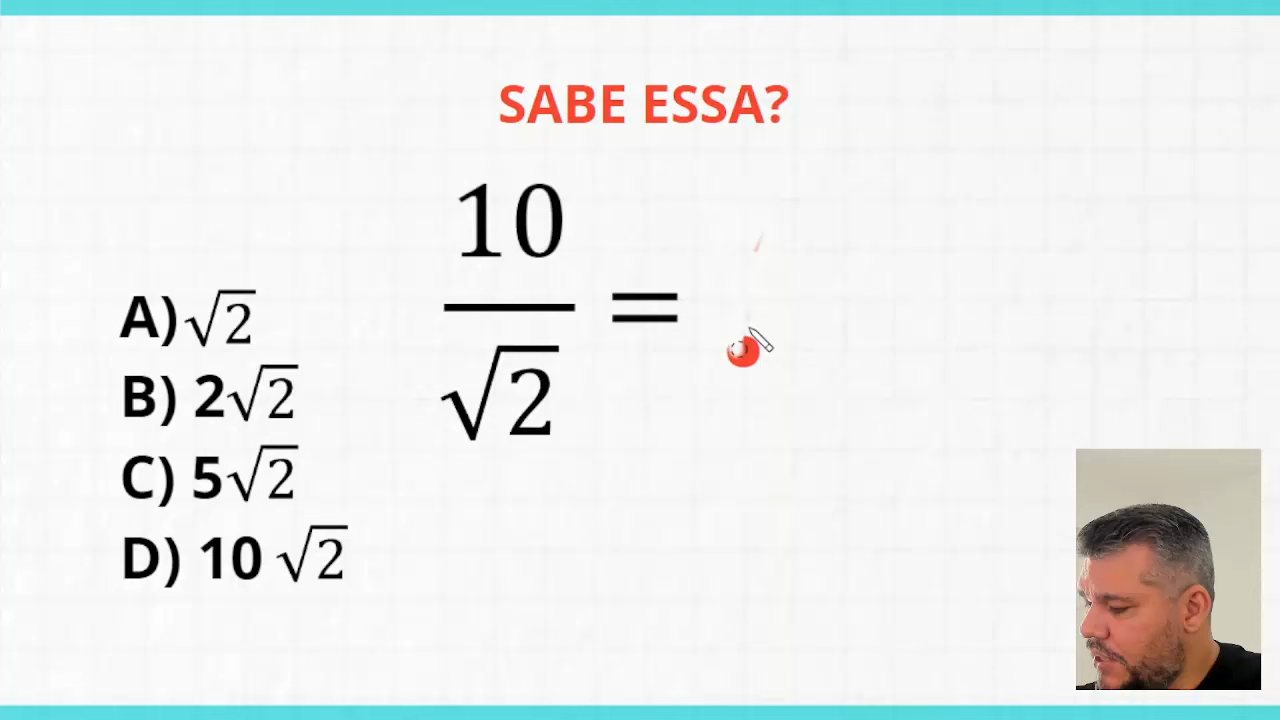 SABE ESSA?
10
√2
=
A) √2
B) 2√2
C) 5√2
D) 10 √2